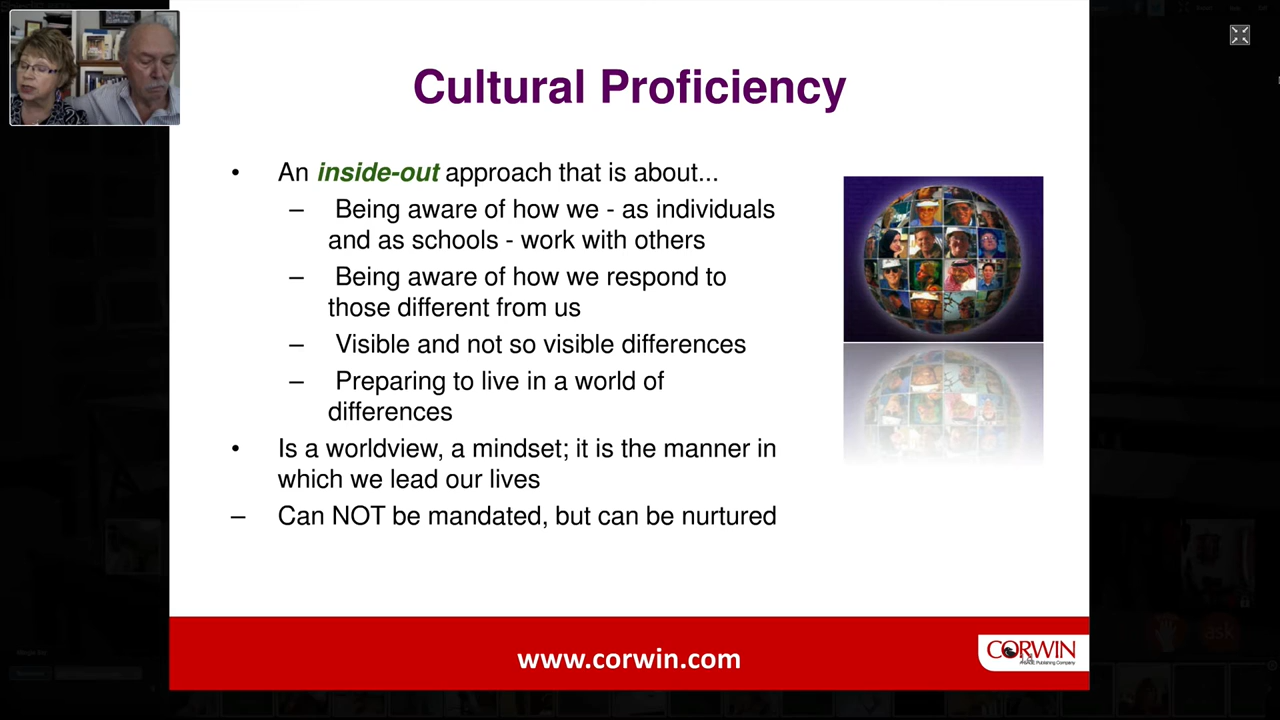 Cultural Proficiency
• An inside-out approach that is about...
– Being aware of how we - as individuals
and as schools - work with others
– Being aware of how we respond to
those different from us
– Visible and not so visible differences
– Preparing to live in a world of
differences
• Is a worldview, a mindset; it is the manner in
which we lead our lives
– Can NOT be mandated, but can be nurtured
www.corwin.com
CORWIN
ask